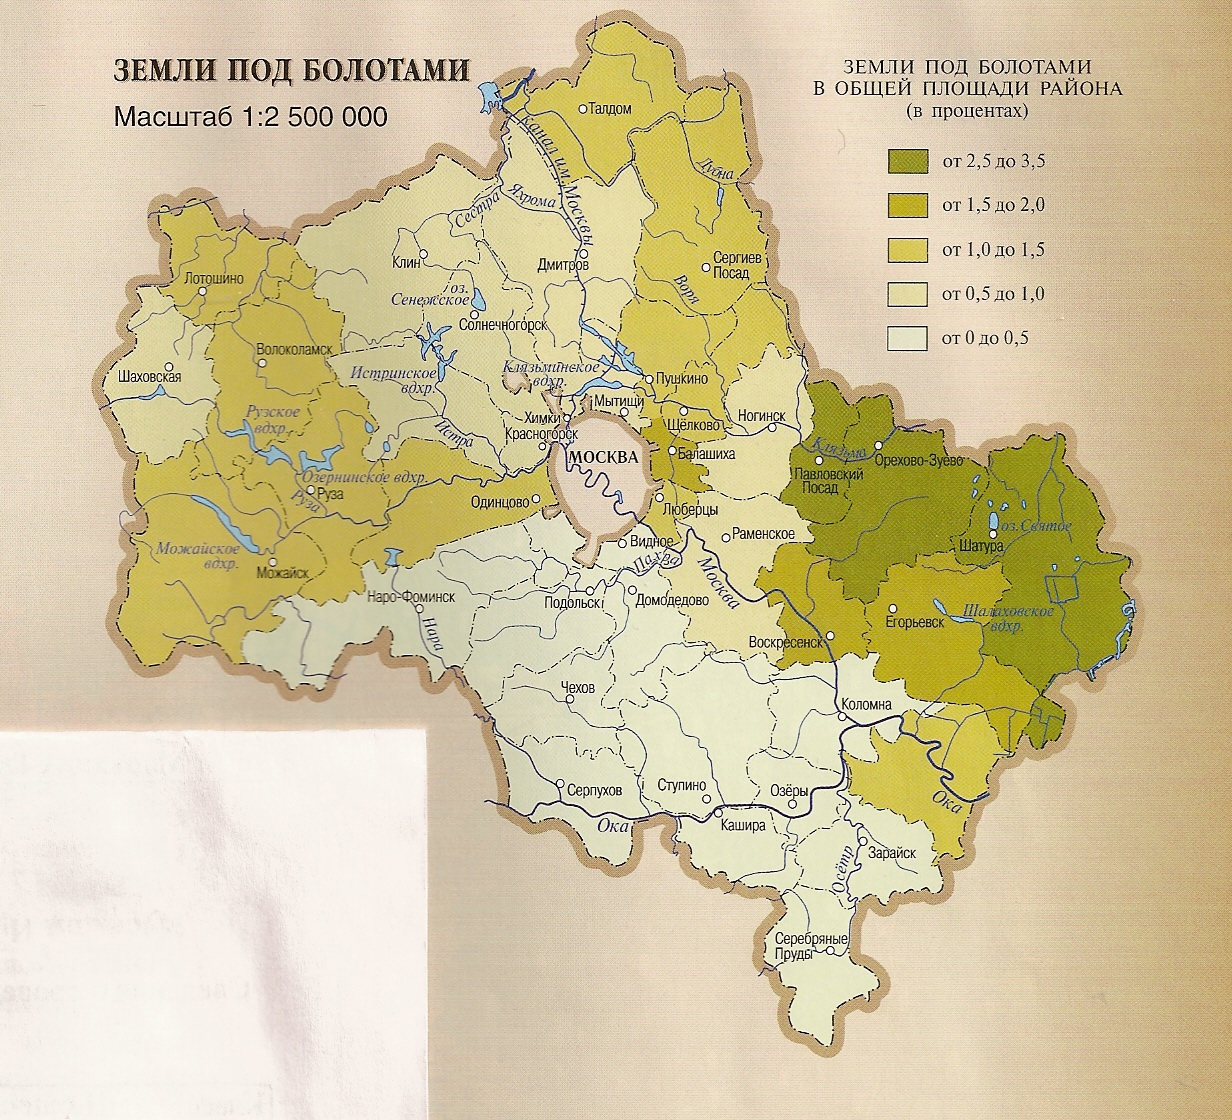 ЗЕМЛИ ПОД БОЛОТАМИ
Масштаб 1:2 500 000
ЗЕМЛИ ПОД БОЛОТАМИ
В ОБЩЕЙ ПЛОЩАДИ РАЙОНА
(в процентах)
от 2,5 до 3,5
от 1,5 до 2,0
от 1,0 до 1,5
от 0,5 до 1,0
от 0 до 0,5
Талдом
Канал им. Москвы
Дубна
Яхрома
Сестра
Клин
Дмитров
Сергиев
Посад
Лотошино
Воря
оз.
Сенежское
Солнечногорск
Волоколамск
Шаховская
Истринское
вдхр.
Клязьминское
вдхр.
Пушкино
Мытищи
Рузское
вдхр.
Химки
Щёлково
Ногинск
Красногорск
Истра
МОСКВА
Балашиха
Клязьма
Орехово-Зуево
Павловский
Посад
Озернинское вдхр.
Руза
Руза
Одинцово
Люберцы
Раменское
оз. Святое
Шатура
Видное
Можайское
вдхр.
Можайск
Пахра
Москва
Наро-Фоминск
Подольск
Домодедово
Егорьевск
Шалаховское
вдхр.
Нара
Воскресенск
Чехов
Коломна
Серпухов
Ступино
Озёры
Ока
Ока
Кашира
Зарайск
Осётр
Серебряные
Пруды